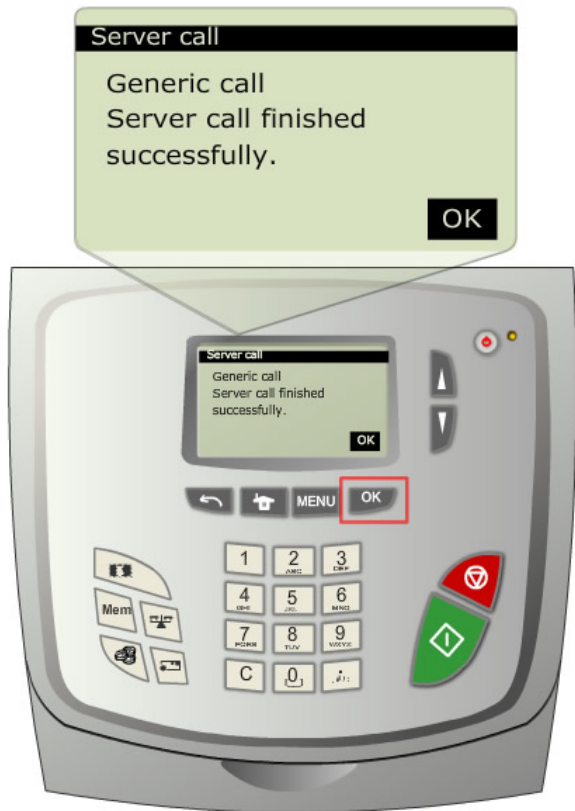 Server call
Generic call
Server call finished
successfully.
OK
Server call
Generic call
Server call finished
successfully.
OK
MENU OK
1 2 3
ABC DEF
Mem
4 5 6
JKL MNO
7 8 9
PQRS TUV WXYZ
C 0